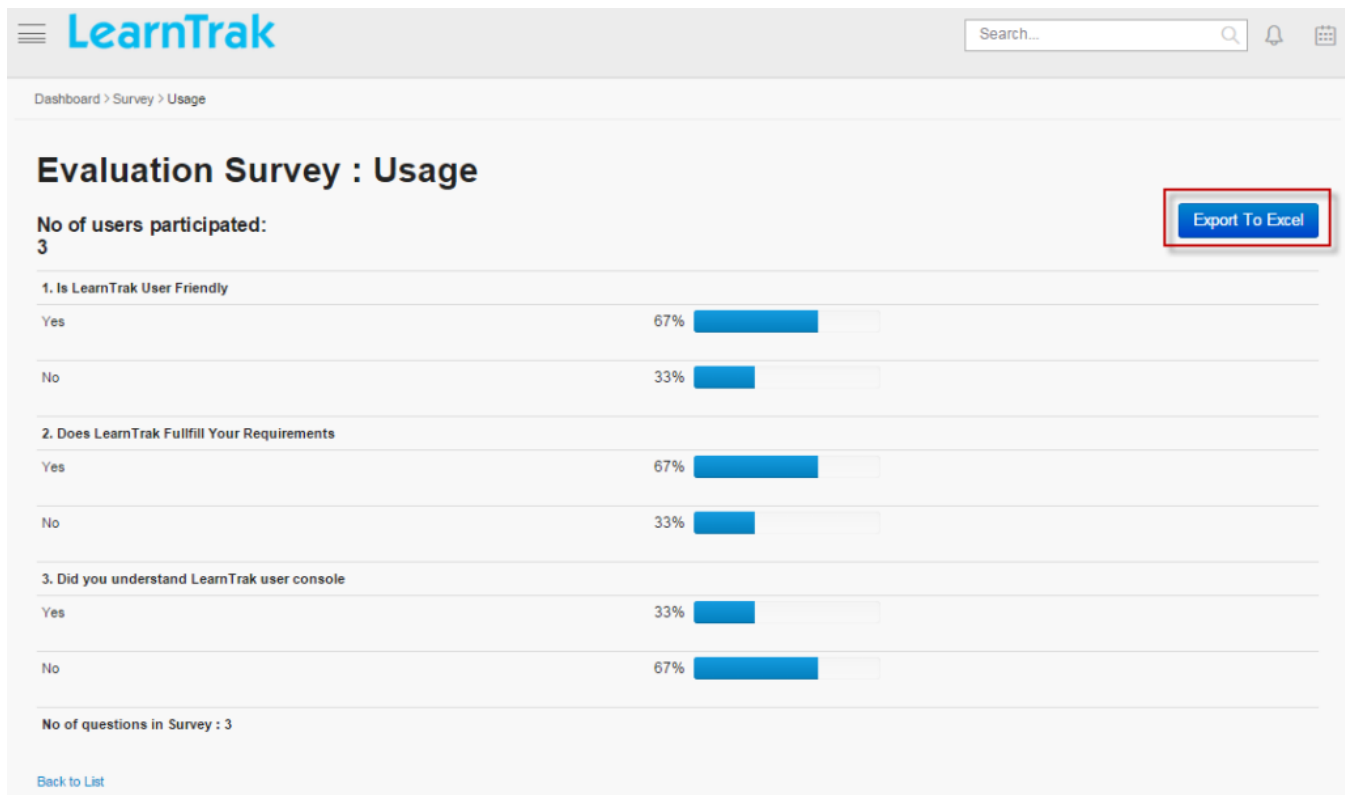 LearnTrak
Search...
Dashboard > Survey > Usage
Evaluation Survey : Usage
No of users participated:
3
Export To Excel
1. Is LearnTrak User Friendly
Yes
67%
No
33%
2. Does LearnTrak Fullfill Your Requirements
Yes
67%
No
33%
3. Did you understand LearnTrak user console
Yes
33%
No
67%
No of questions in Survey : 3
Back to List